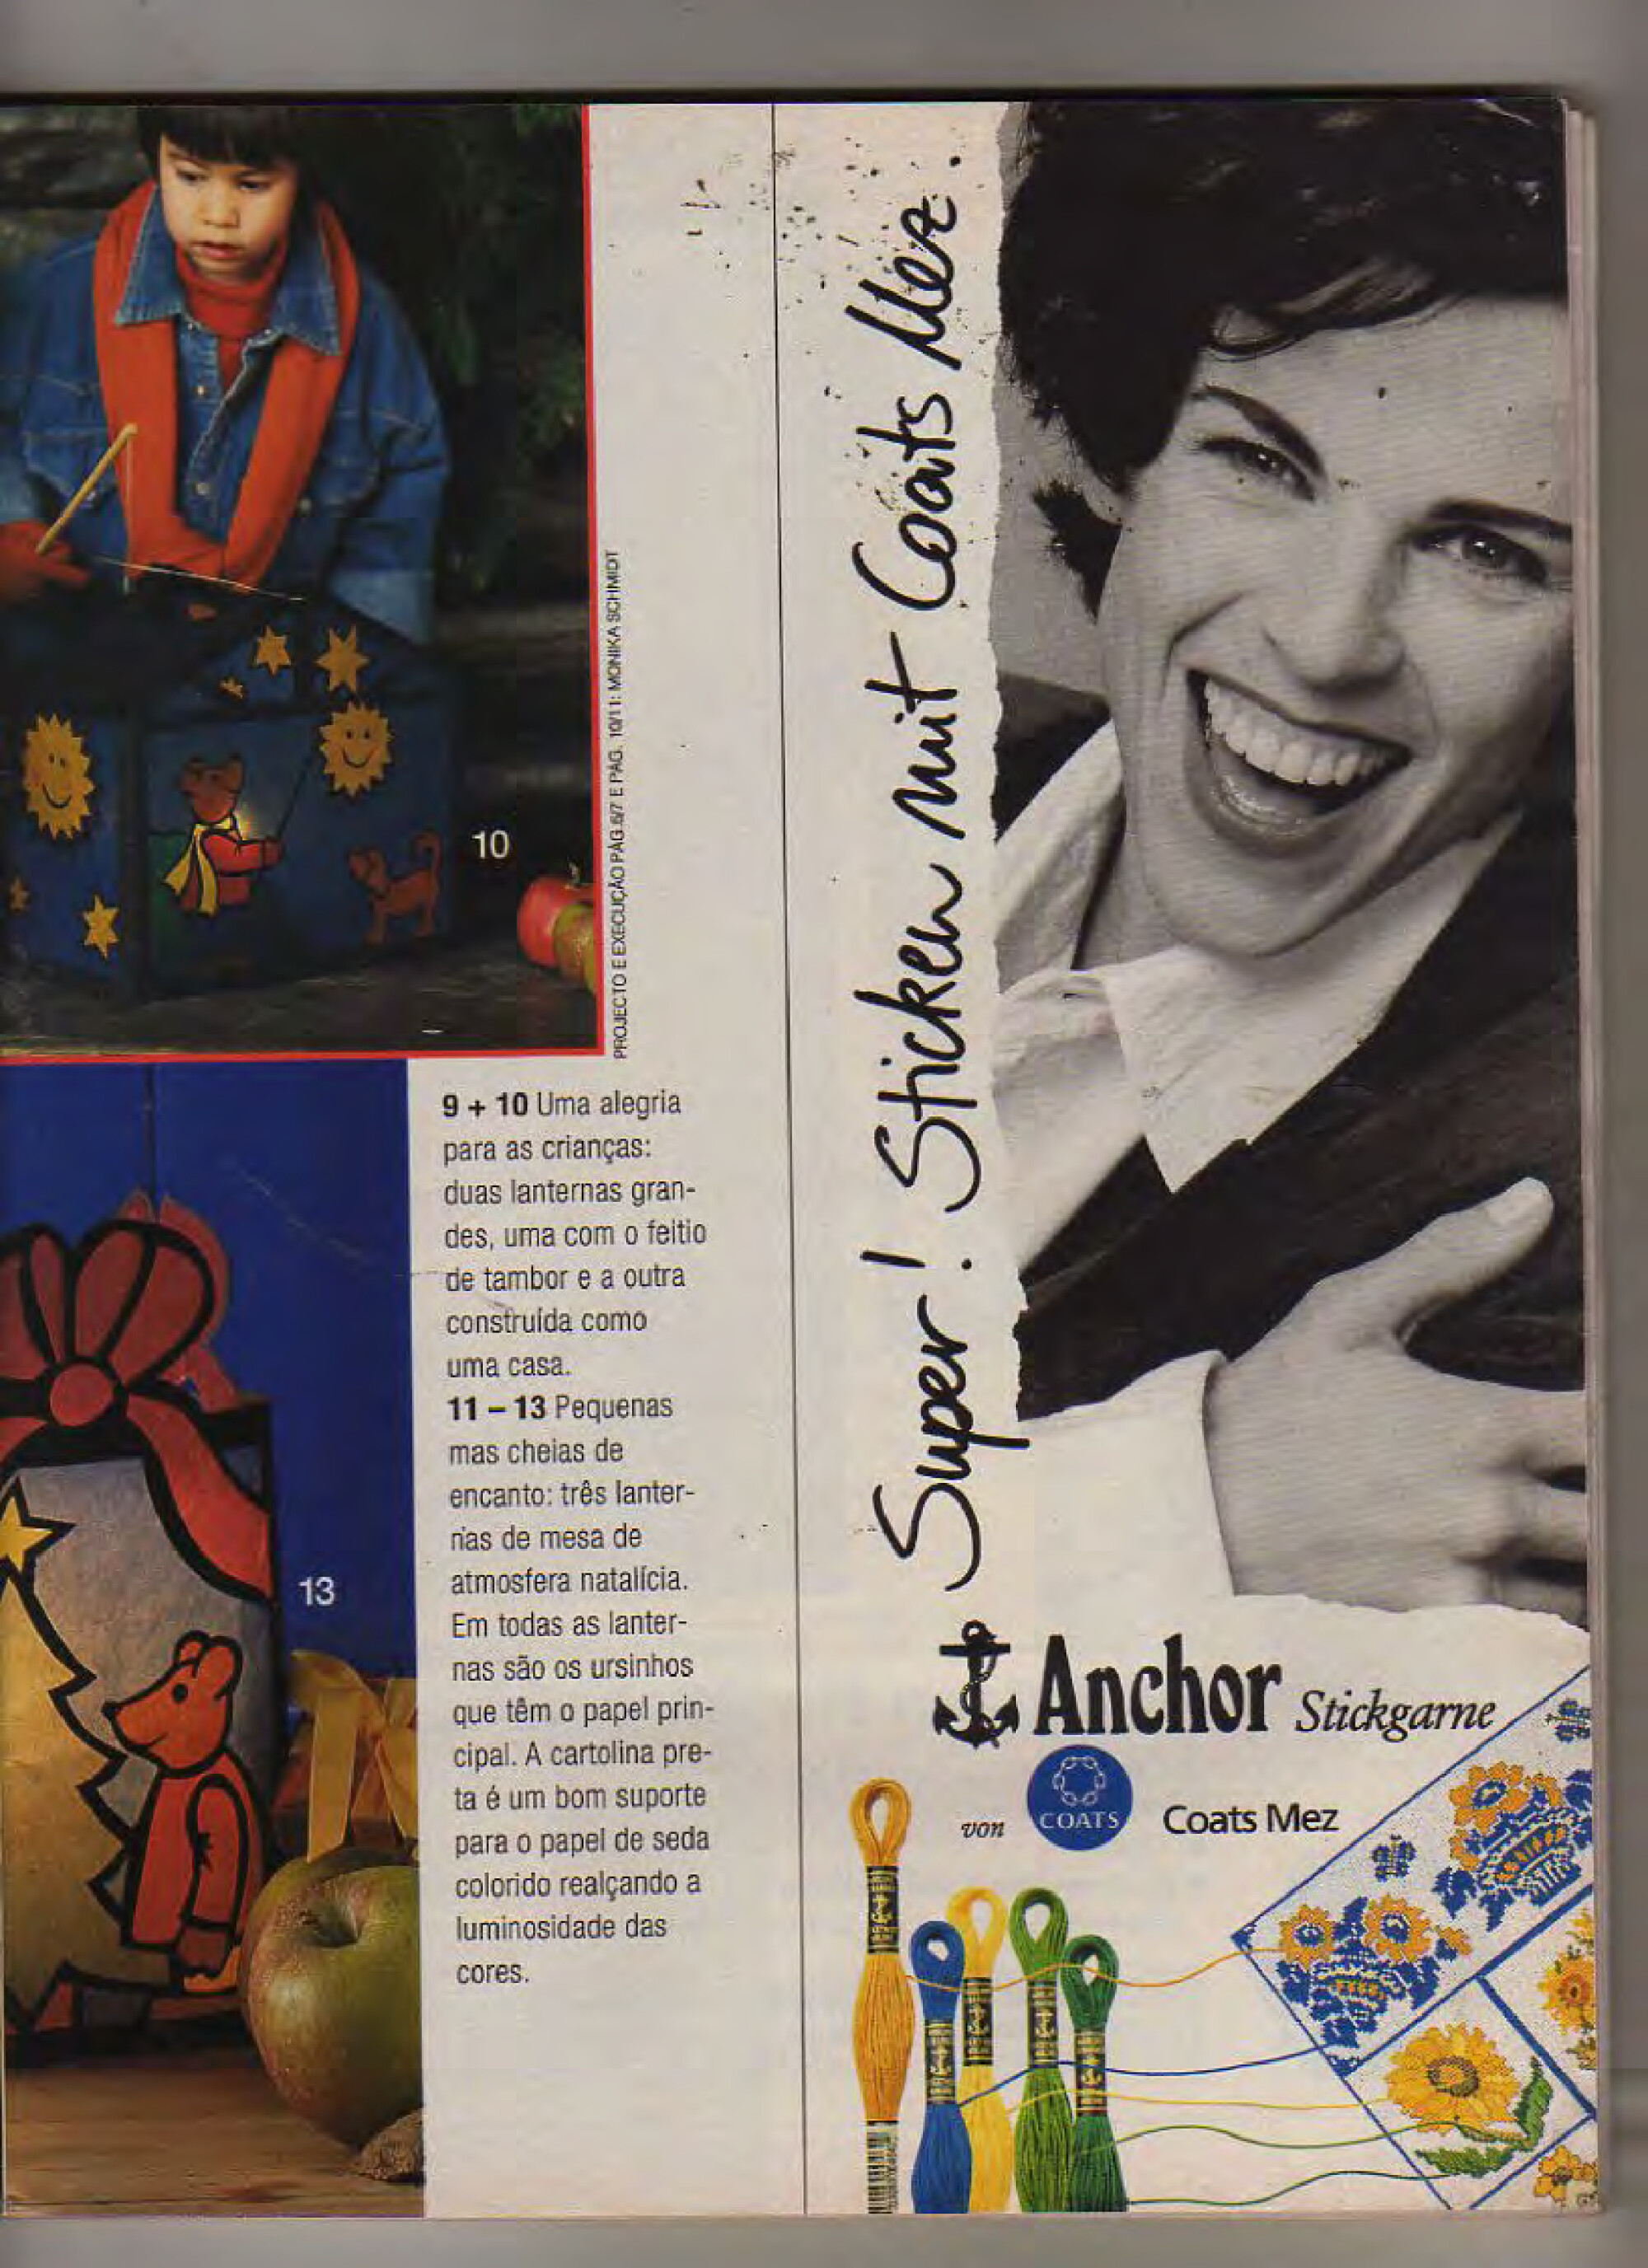 10
PROJECTO E EXECUÇÃO PÁG.6/7 E PÁG. 10/11: MONIKA SCHMIDT
13
9 + 10 Uma alegria
para as crianças:
duas lanternas gran-
des, uma com o feitio
de tambor e a outra
construída como
uma casa.
11 – 13 Pequenas
mas cheias de
encanto: três lanter-
nas de mesa de
atmosfera natalícia.
Em todas as lanter-
nas são os ursinhos
que têm o papel prin-
cipal. A cartolina pre-
ta é um bom suporte
para o papel de seda
colorido realçando a
luminosidade das
cores.
Super! Sticken mit Coats Mez
Anchor Stickgarne
von COATS Coats Mez